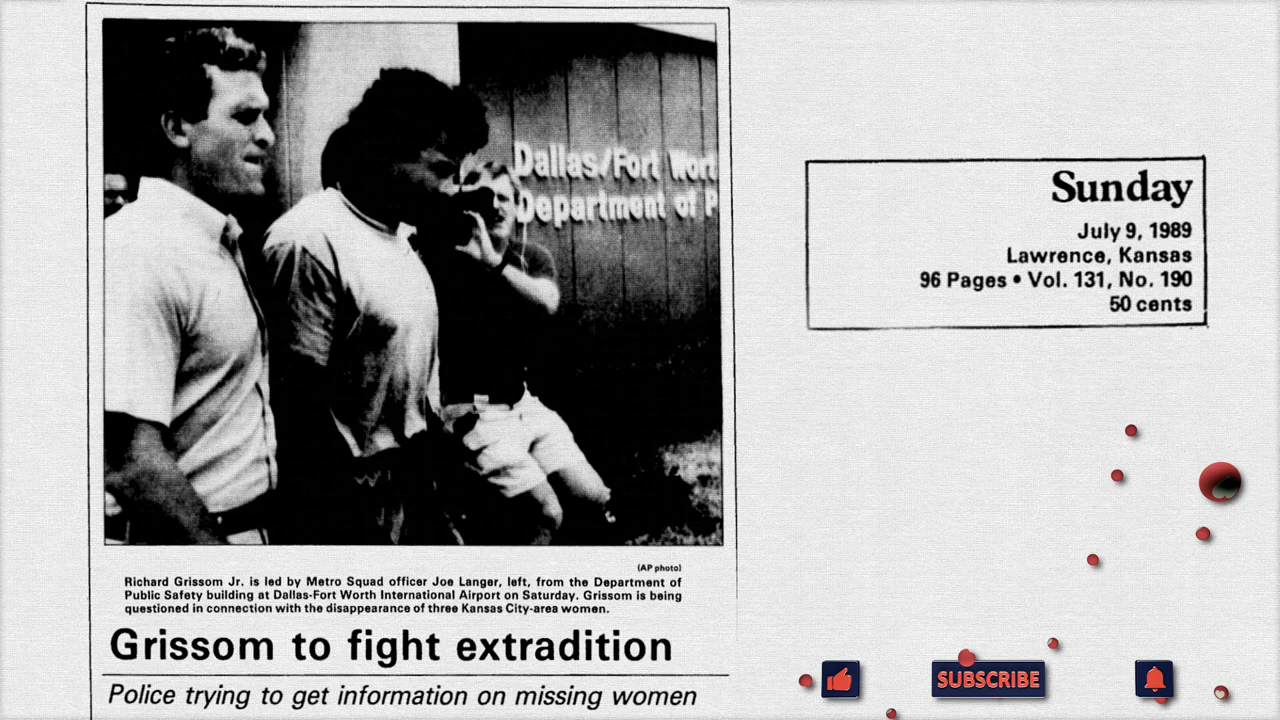 Dallas/Fort Wort
Department of P
(AP photo)
Richard Grissom Jr. is led by Metro Squad officer Joe Langer, left, from the Department of
Public Safety building at Dallas-Fort Worth International Airport on Saturday. Grissom is being
questioned in connection with the disappearance of three Kansas City-area women.
Grissom to fight extradition
Police trying to get information on missing women
Sunday
July 9, 1989
Lawrence, Kansas
96 Pages • Vol. 131, No. 190
50 cents
SUBSCRIBE